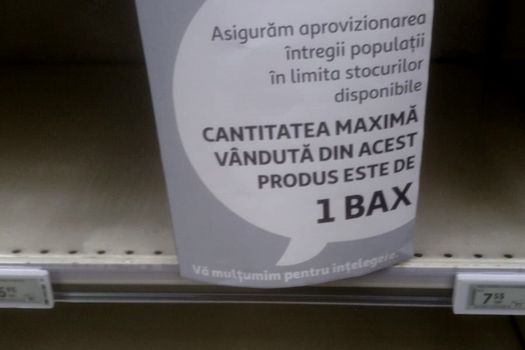 Asigurăm aprovizionarea
întregii populații
în limita stocurilor
disponibile
CANTITATEA MAXIMĂ
VÂNDUTĂ DIN ACEST
PRODUS ESTE DE
1 BAX
Vă mulțumim pentru înțelegere.
7 55